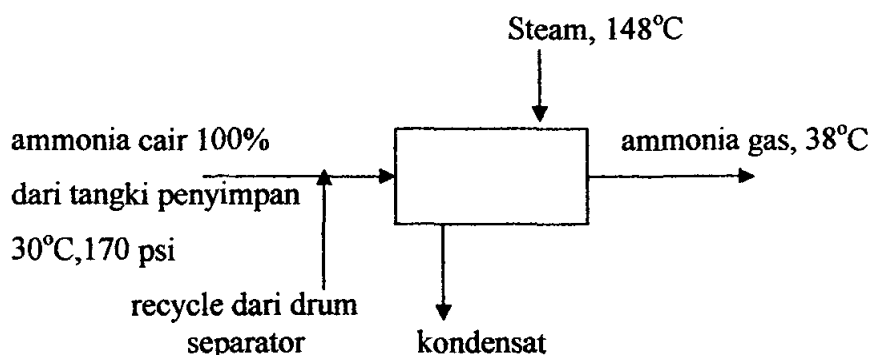 Steam, 148°C
ammonia cair 100%
dari tangki penyimpan
30°C,170 psi
ammonia gas, 38°C
recycle dari drum
separator
kondensat